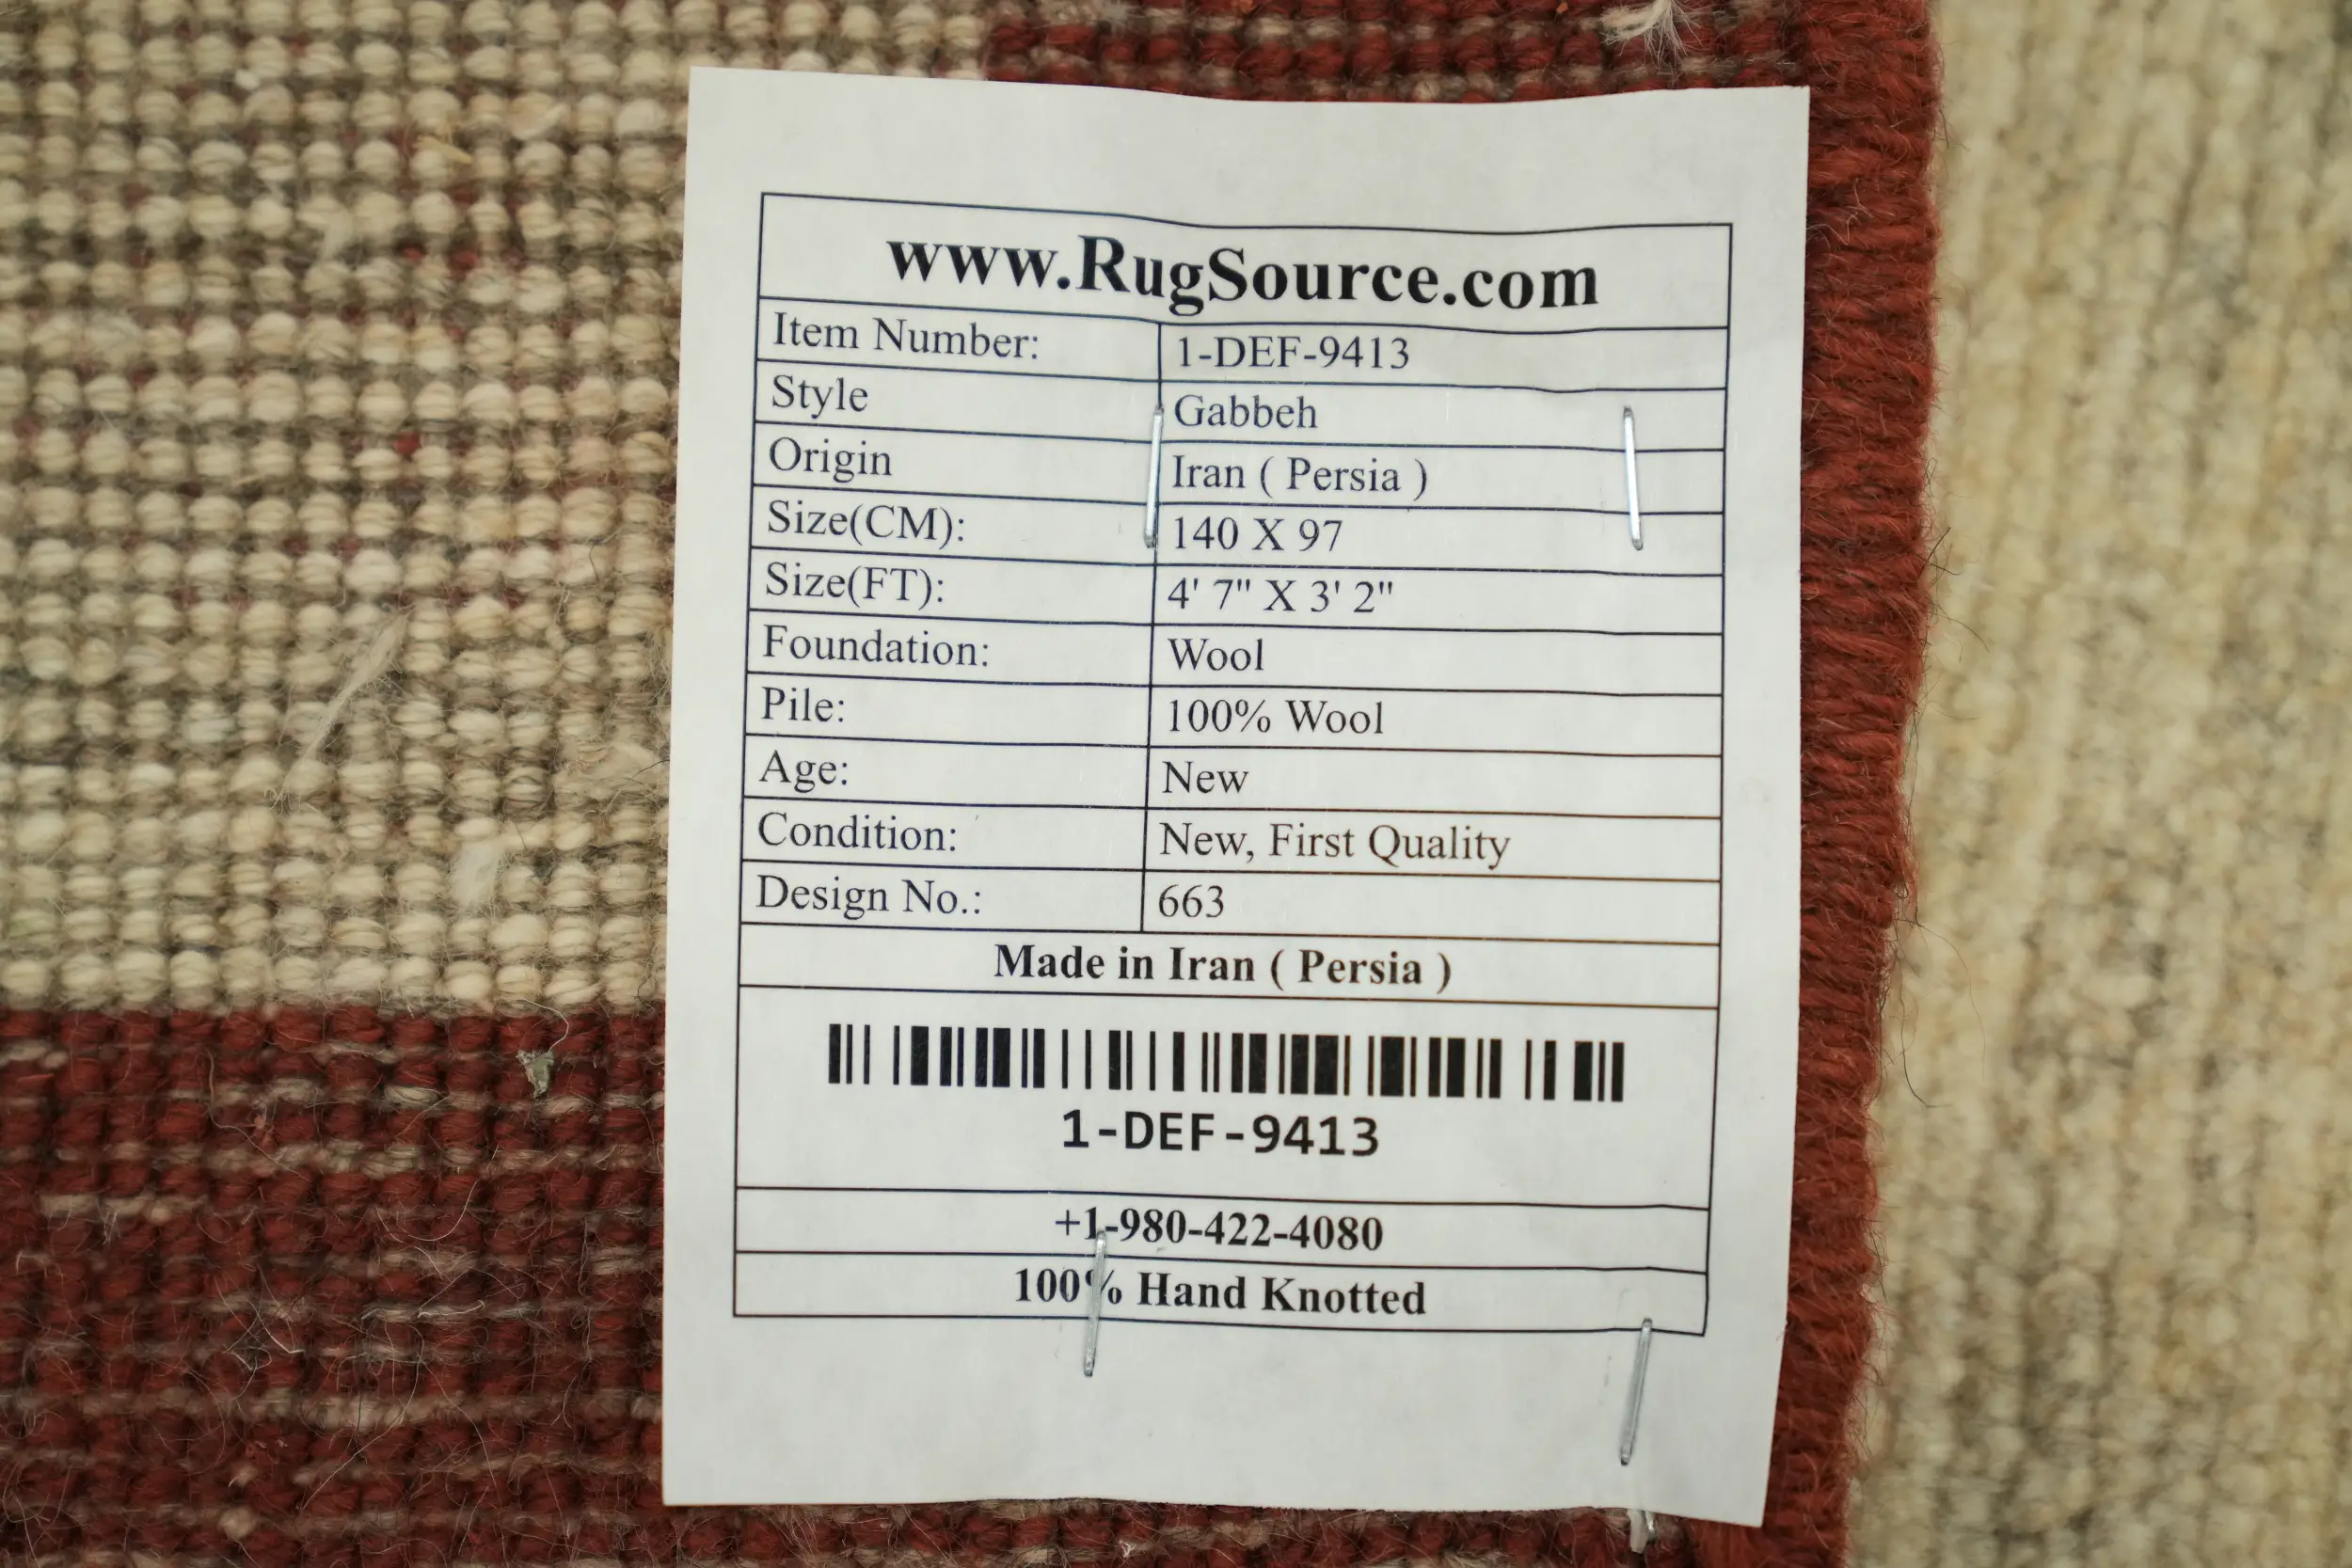 www.RugSource.com
Item Number: 1-DEF-9413
Style Gabbeh
Origin Iran ( Persia )
Size(CM): 140 X 97
Size(FT): 4' 7" X 3' 2"
Foundation: Wool
Pile: 100% Wool
Age: New
Condition: New, First Quality
Design No.: 663
Made in Iran ( Persia )
1-DEF-9413
+1-980-422-4080
100% Hand Knotted